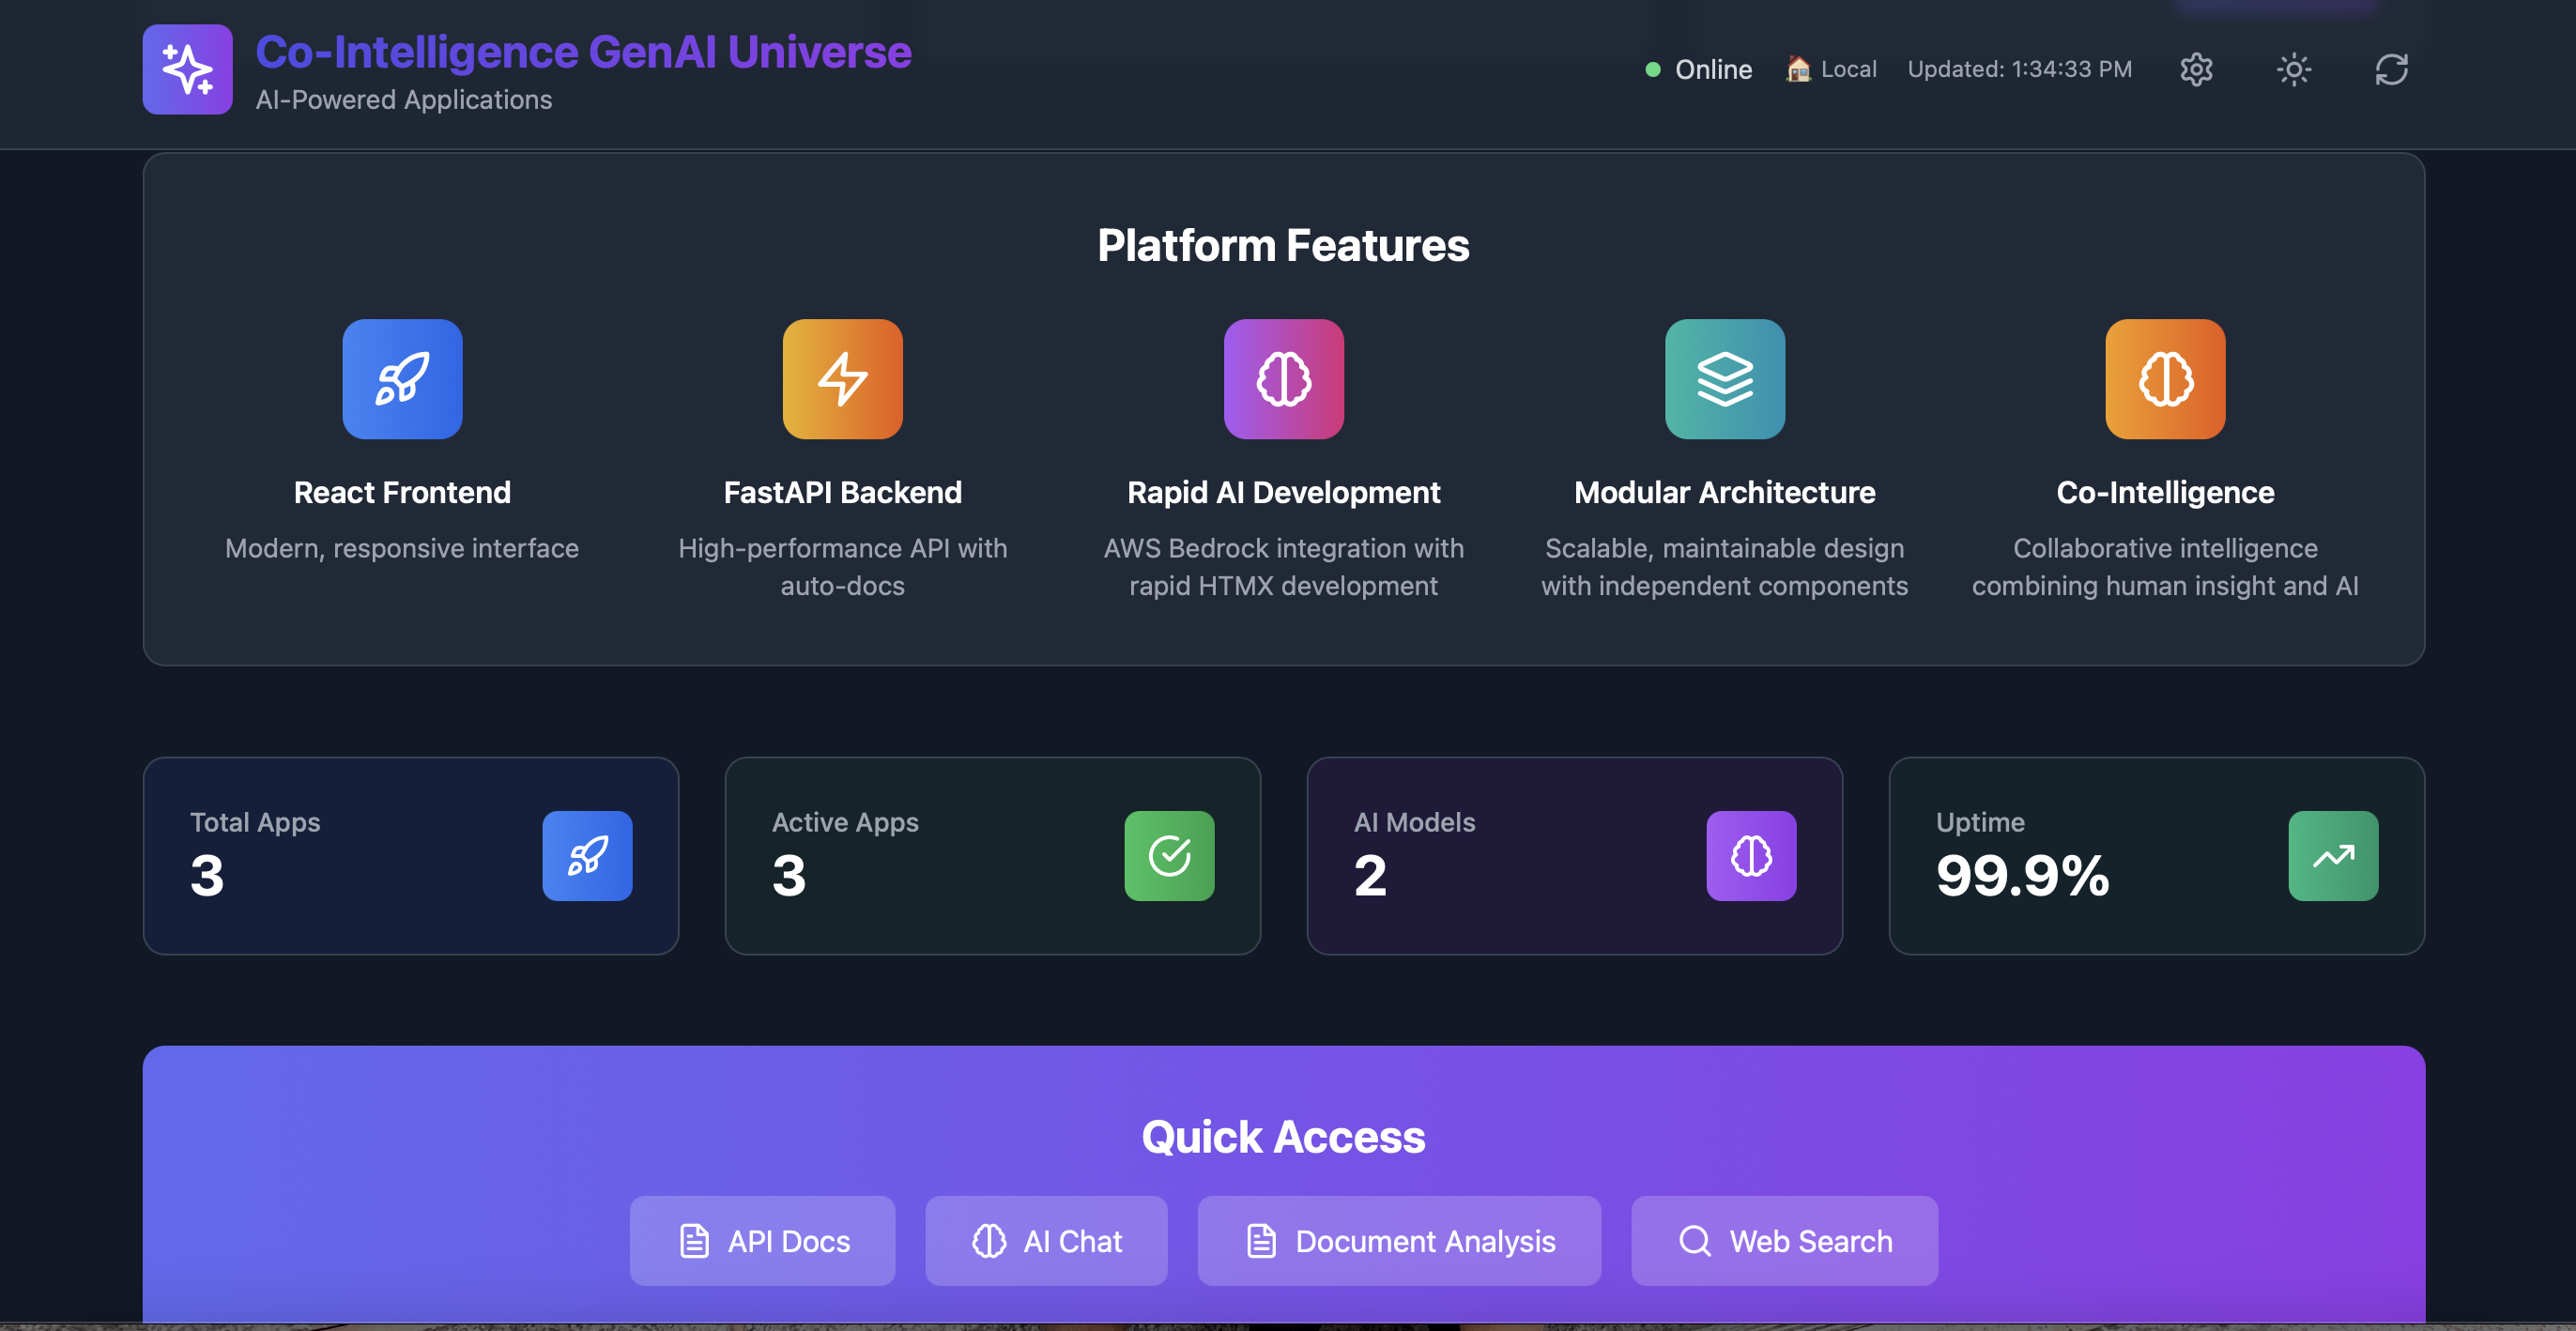 Co-Intelligence GenAI Universe
AI-Powered Applications
Online
Local
Updated: 1:34:33 PM
Platform Features
React Frontend
Modern, responsive interface
FastAPI Backend
High-performance API with
auto-docs
Rapid AI Development
AWS Bedrock integration with
rapid HTMX development
Modular Architecture
Scalable, maintainable design
with independent components
Co-Intelligence
Collaborative intelligence
combining human insight and AI
Total Apps
3
Active Apps
3
AI Models
2
Uptime
99.9%
Quick Access
API Docs
AI Chat
Document Analysis
Web Search